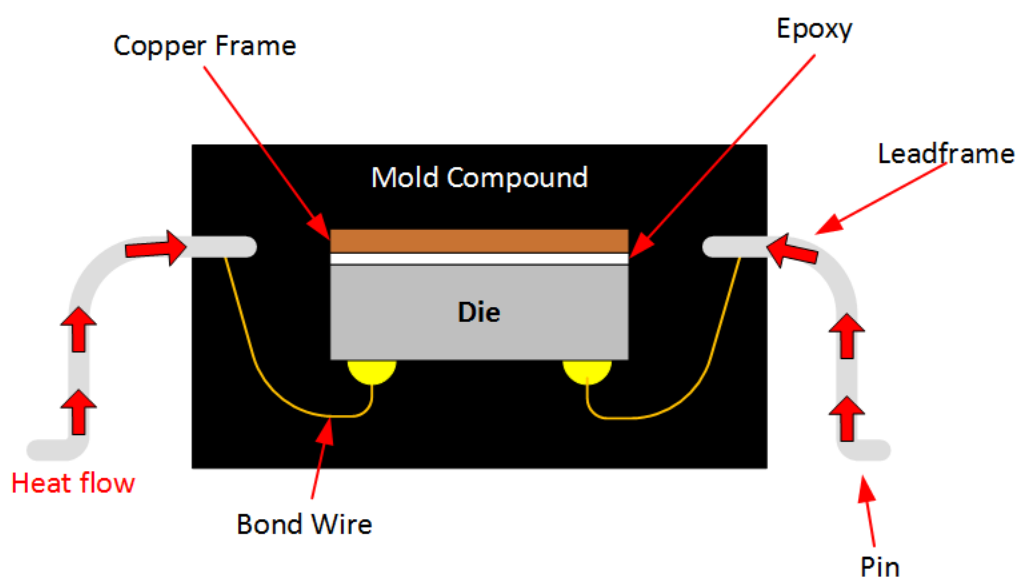 Epoxy
Copper Frame
Leadframe
Mold Compound
Die
Heat flow
Bond Wire
Pin